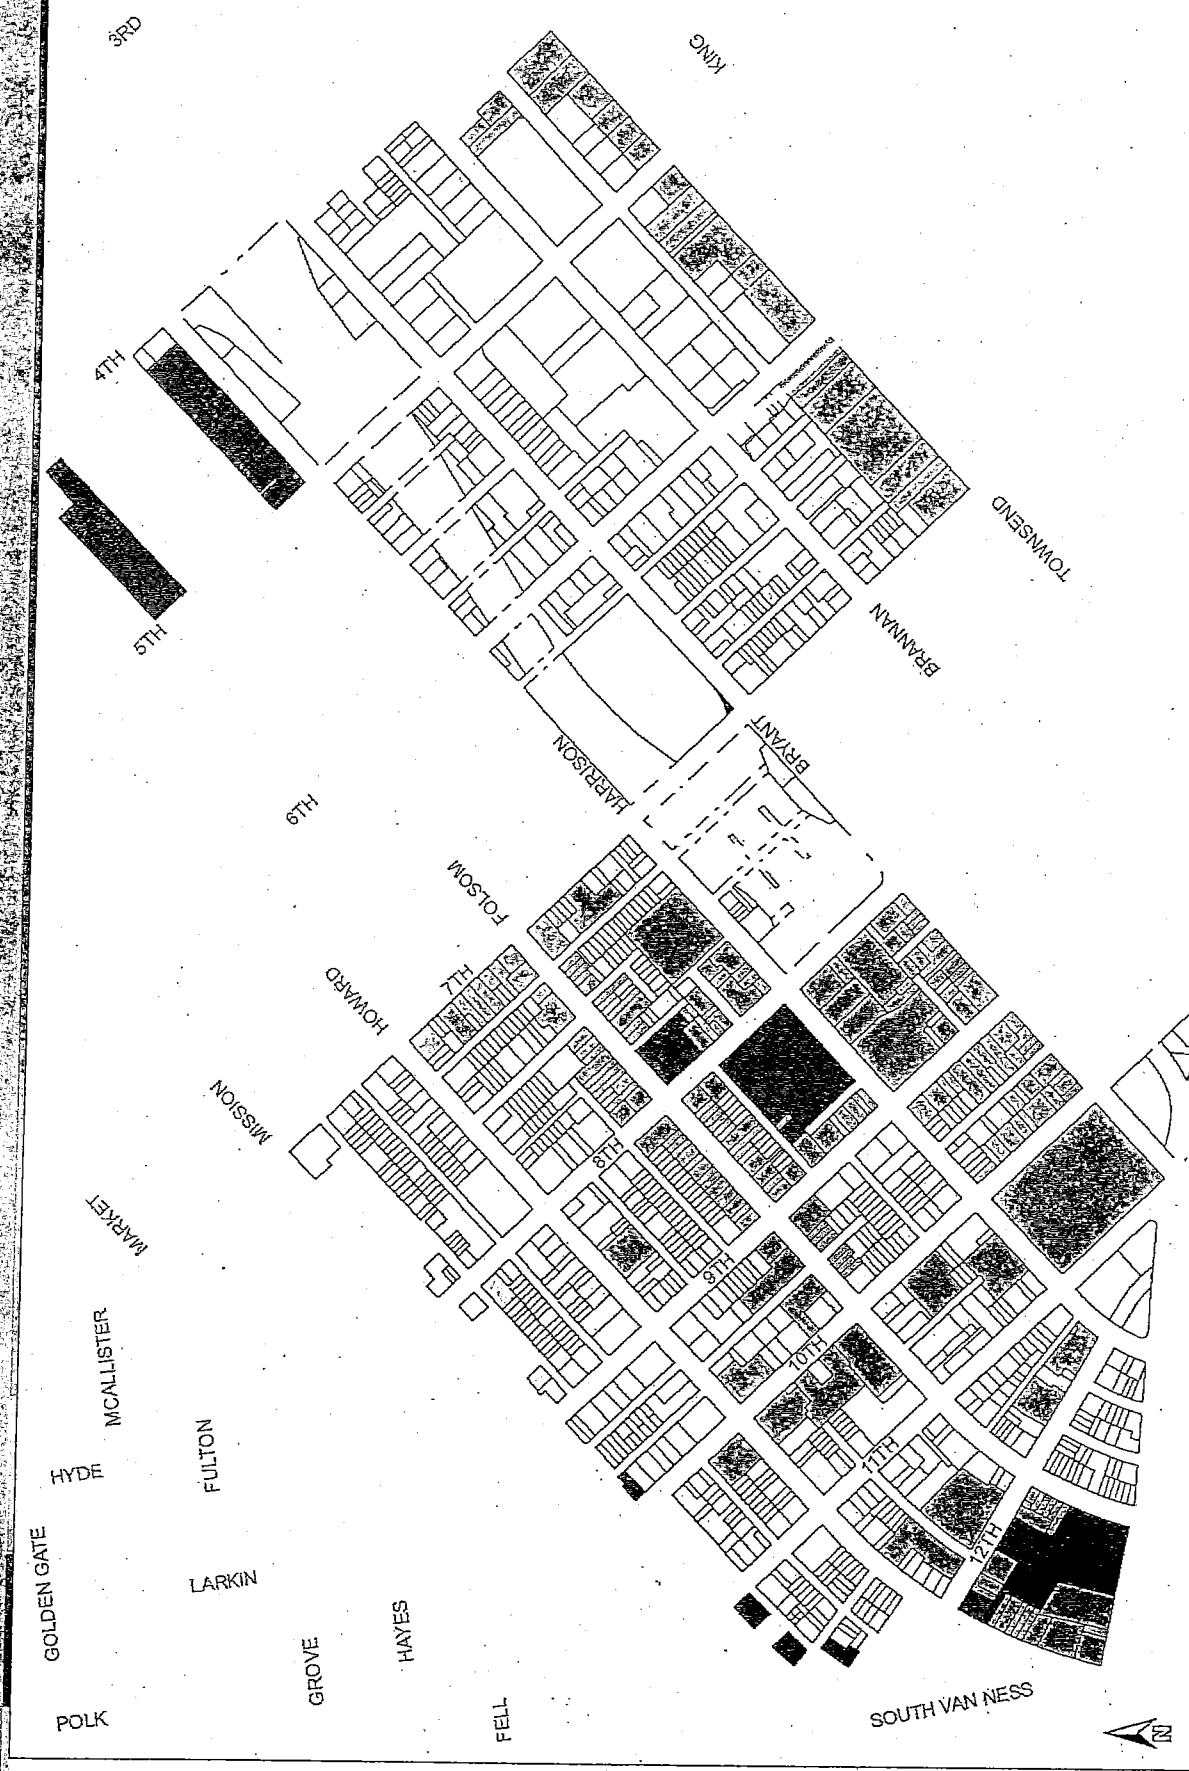 3RD
KING
4TH
5TH
TOWNSEND
BRANNAN
BRYANT
HARRISON
6TH
FOLSOM
7TH
HOWARD
MISSION
8TH
MARKET
9TH
MCALLISTER
10TH
HYDE
FULTON
11TH
GOLDEN GATE
12TH
LARKIN
HAYES
GROVE
SOUTH VAN NESS
FELL
POLK
N